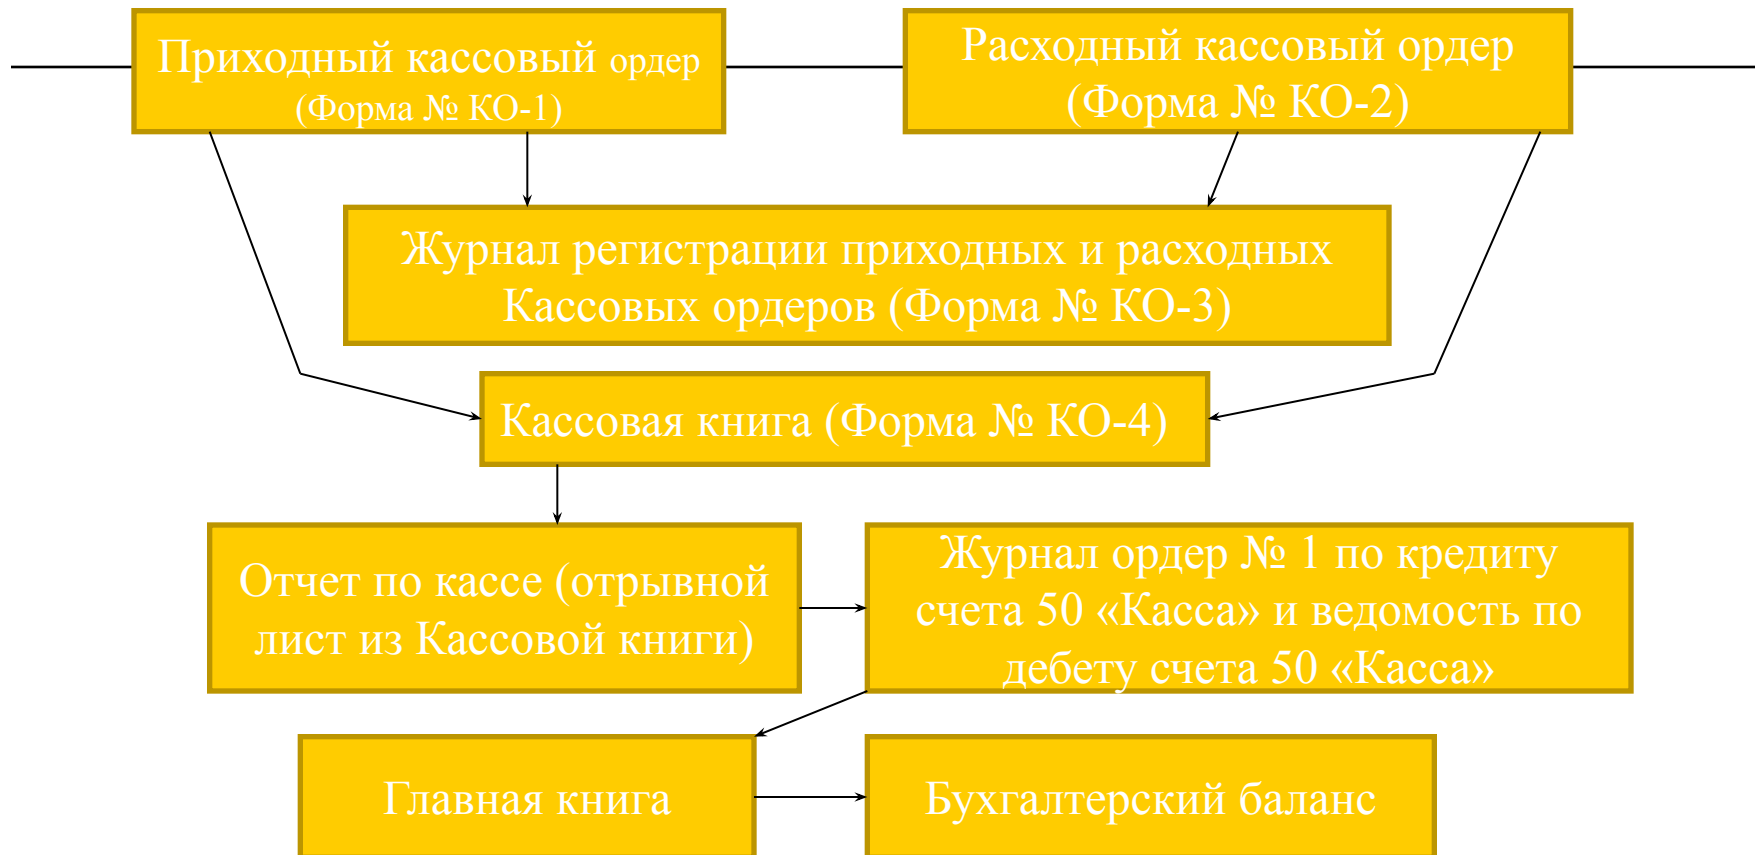 Приходный кассовый ордер
(Форма № КО-1)
Расходный кассовый ордер
(Форма № КО-2)
Журнал регистрации приходных и расходных
Кассовых ордеров (Форма № КО-3)
Кассовая книга (Форма № КО-4)
Отчет по кассе (отрывной
лист из Кассовой книги)
Журнал ордер № 1 по кредиту
счета 50 «Касса» и ведомость по
дебету счета 50 «Касса»
Главная книга
Бухгалтерский баланс